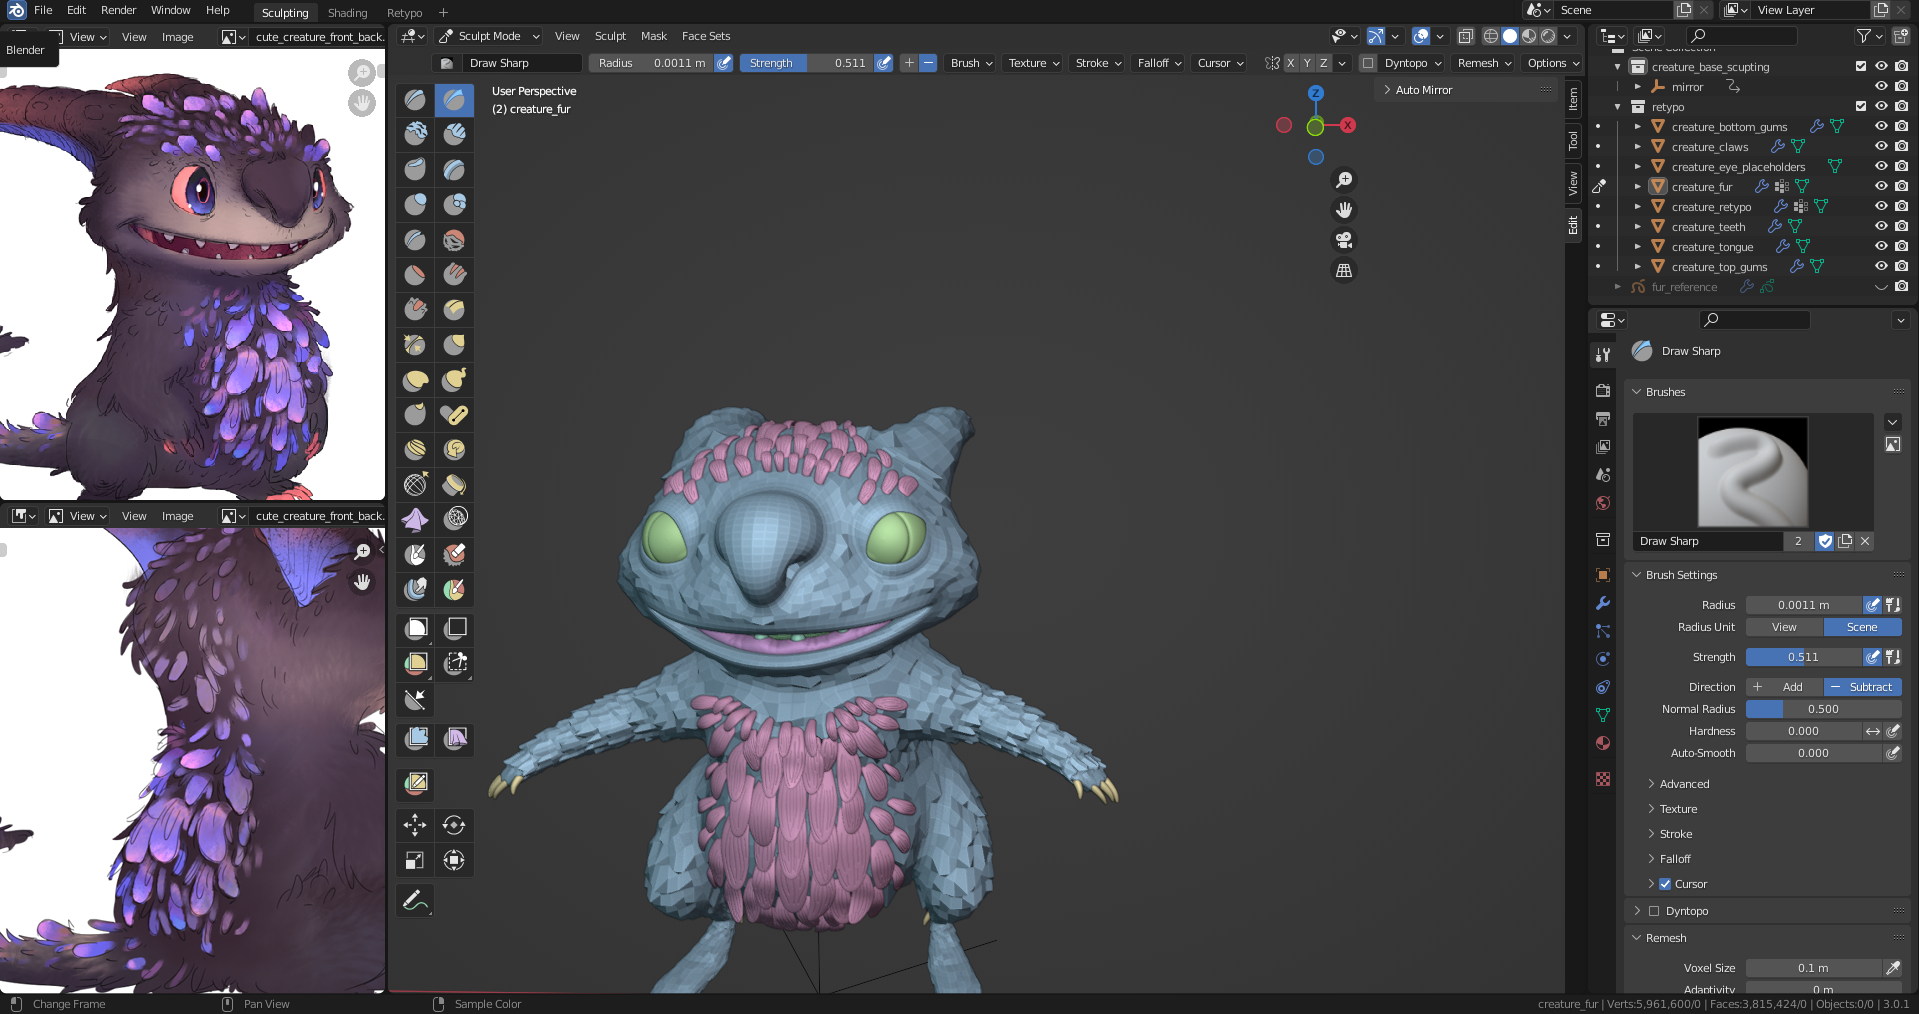 File Edit Render Window Help Sculpting Shading Retypo + Scene View Layer
Blender
View View Image cute_creature_front_back.
Sculpt Mode View Sculpt Mask Face Sets
Draw Sharp Radius 0.0011 m Strength 0.511 Brush Texture Stroke Falloff Cursor X Y Z Dyntopo Remesh Options
User Perspective
(2) creature_fur
Auto Mirror
Z
X
Item
Tool
View
Edit
Scene Collection
creature_base_scupting
mirror
retypo
creature_bottom_gums
creature_claws
creature_eye_placeholders
creature_fur
creature_retypo
creature_teeth
creature_tongue
creature_top_gums
fur_reference
Draw Sharp
Brushes
Draw Sharp 2
Brush Settings
Radius 0.0011 m
Radius Unit View Scene
Strength 0.511
Direction + Add − Subtract
Normal Radius 0.500
Hardness 0.000
Auto-Smooth 0.000
Advanced
Texture
Stroke
Falloff
Cursor
Dyntopo
Remesh
Voxel Size 0.1 m
Adaptivity 0 m
View View Image cute_creature_front_back.
Change Frame Pan View Sample Color creature_fur | Verts:5,961,600/0 | Faces:3,815,424/0 | Objects:0/0 | 3.0.1